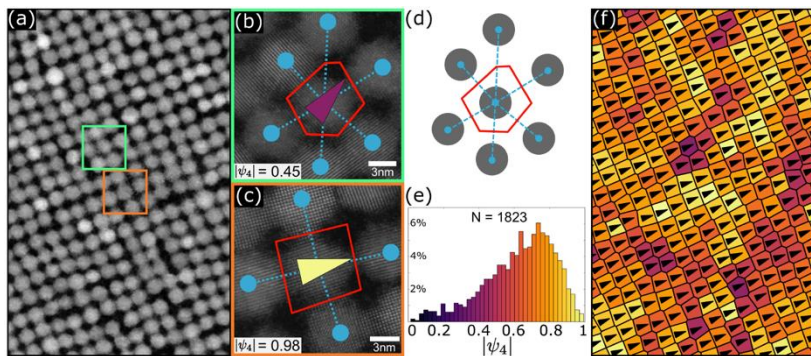 (a)
(b)
|ψ₄| = 0.45
3nm
(c)
|ψ₄| = 0.98
3nm
(d)
(e)
N = 1823
6%
4%
2%
0 0.2 0.4 0.6 0.8 1
|ψ₄|
(f)